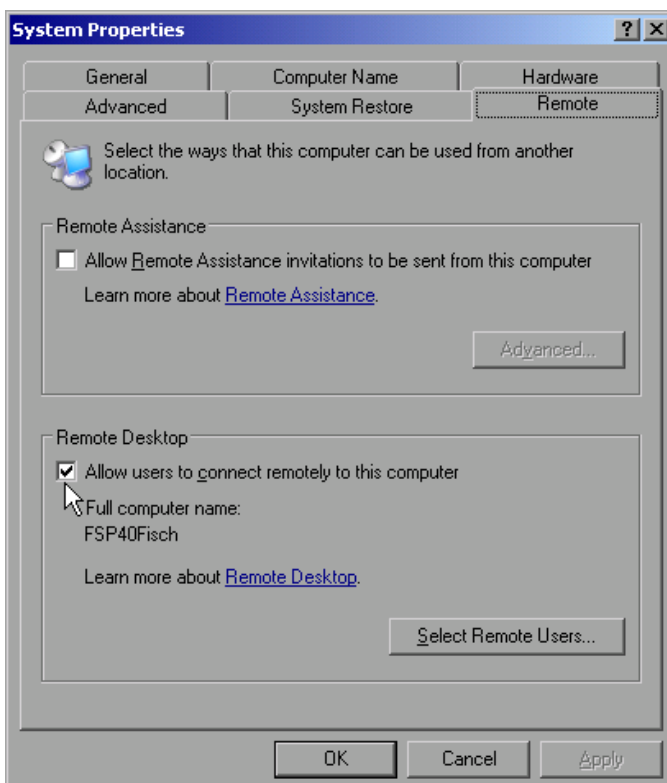 System Properties
General
Computer Name
Hardware
Advanced
System Restore
Remote
Select the ways that this computer can be used from another
location.
Remote Assistance
Allow Remote Assistance invitations to be sent from this computer
Learn more about Remote Assistance.
Advanced...
Remote Desktop
Allow users to connect remotely to this computer
Full computer name:
FSP40Fisch
Learn more about Remote Desktop.
Select Remote Users...
OK
Cancel
Apply